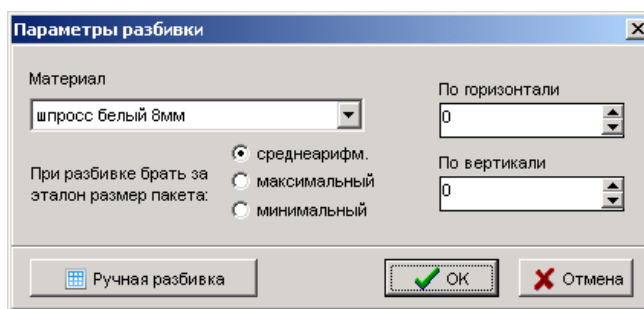 Параметры разбивки
Материал
шпросс белый 8мм
При разбивке брать за
эталон размер пакета:
среднеарифм.
максимальный
минимальный
По горизонтали
0
По вертикали
0
Ручная разбивка
OK
Отмена